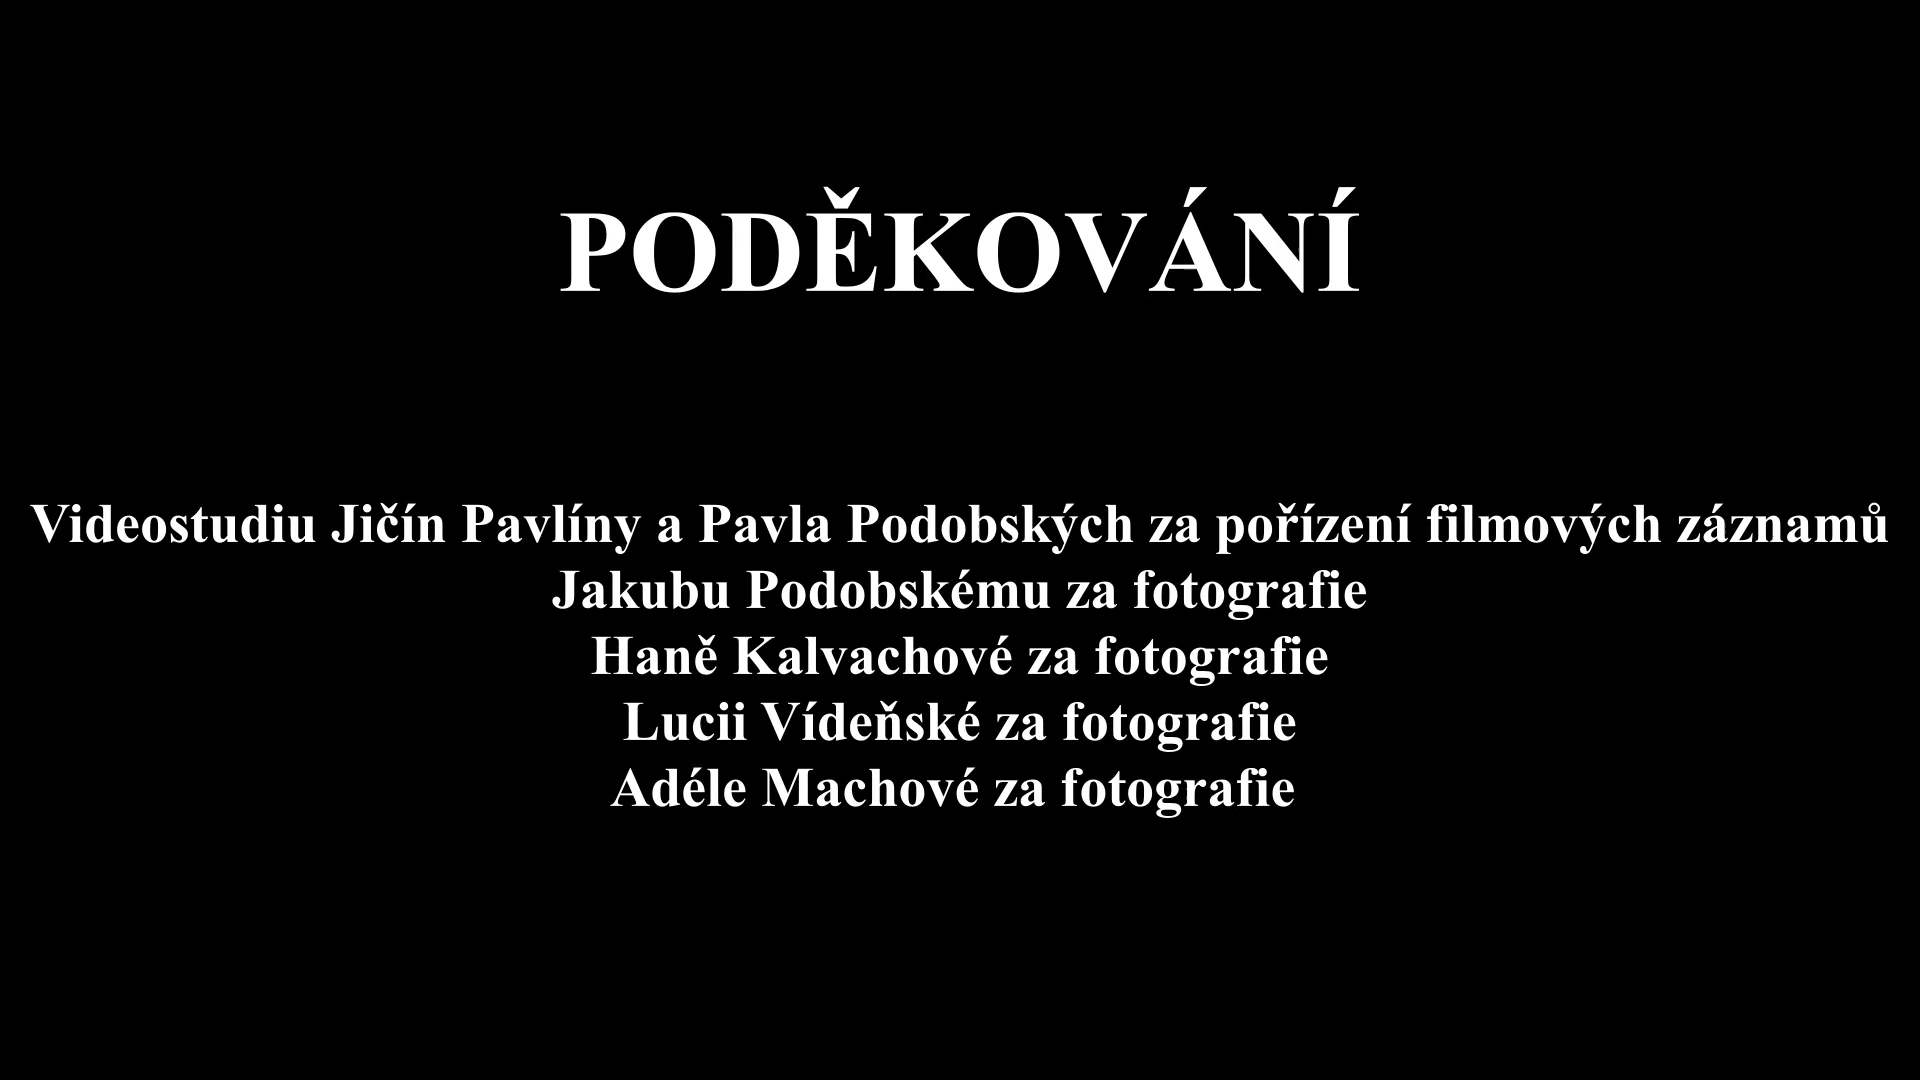 PODĚKOVÁNÍ
Videostudiu Jičín Pavlíny a Pavla Podobských za pořízení filmových záznamů
Jakubu Podobskému za fotografie
Haně Kalvachové za fotografie
Lucii Vídeňské za fotografie
Adéle Machové za fotografie